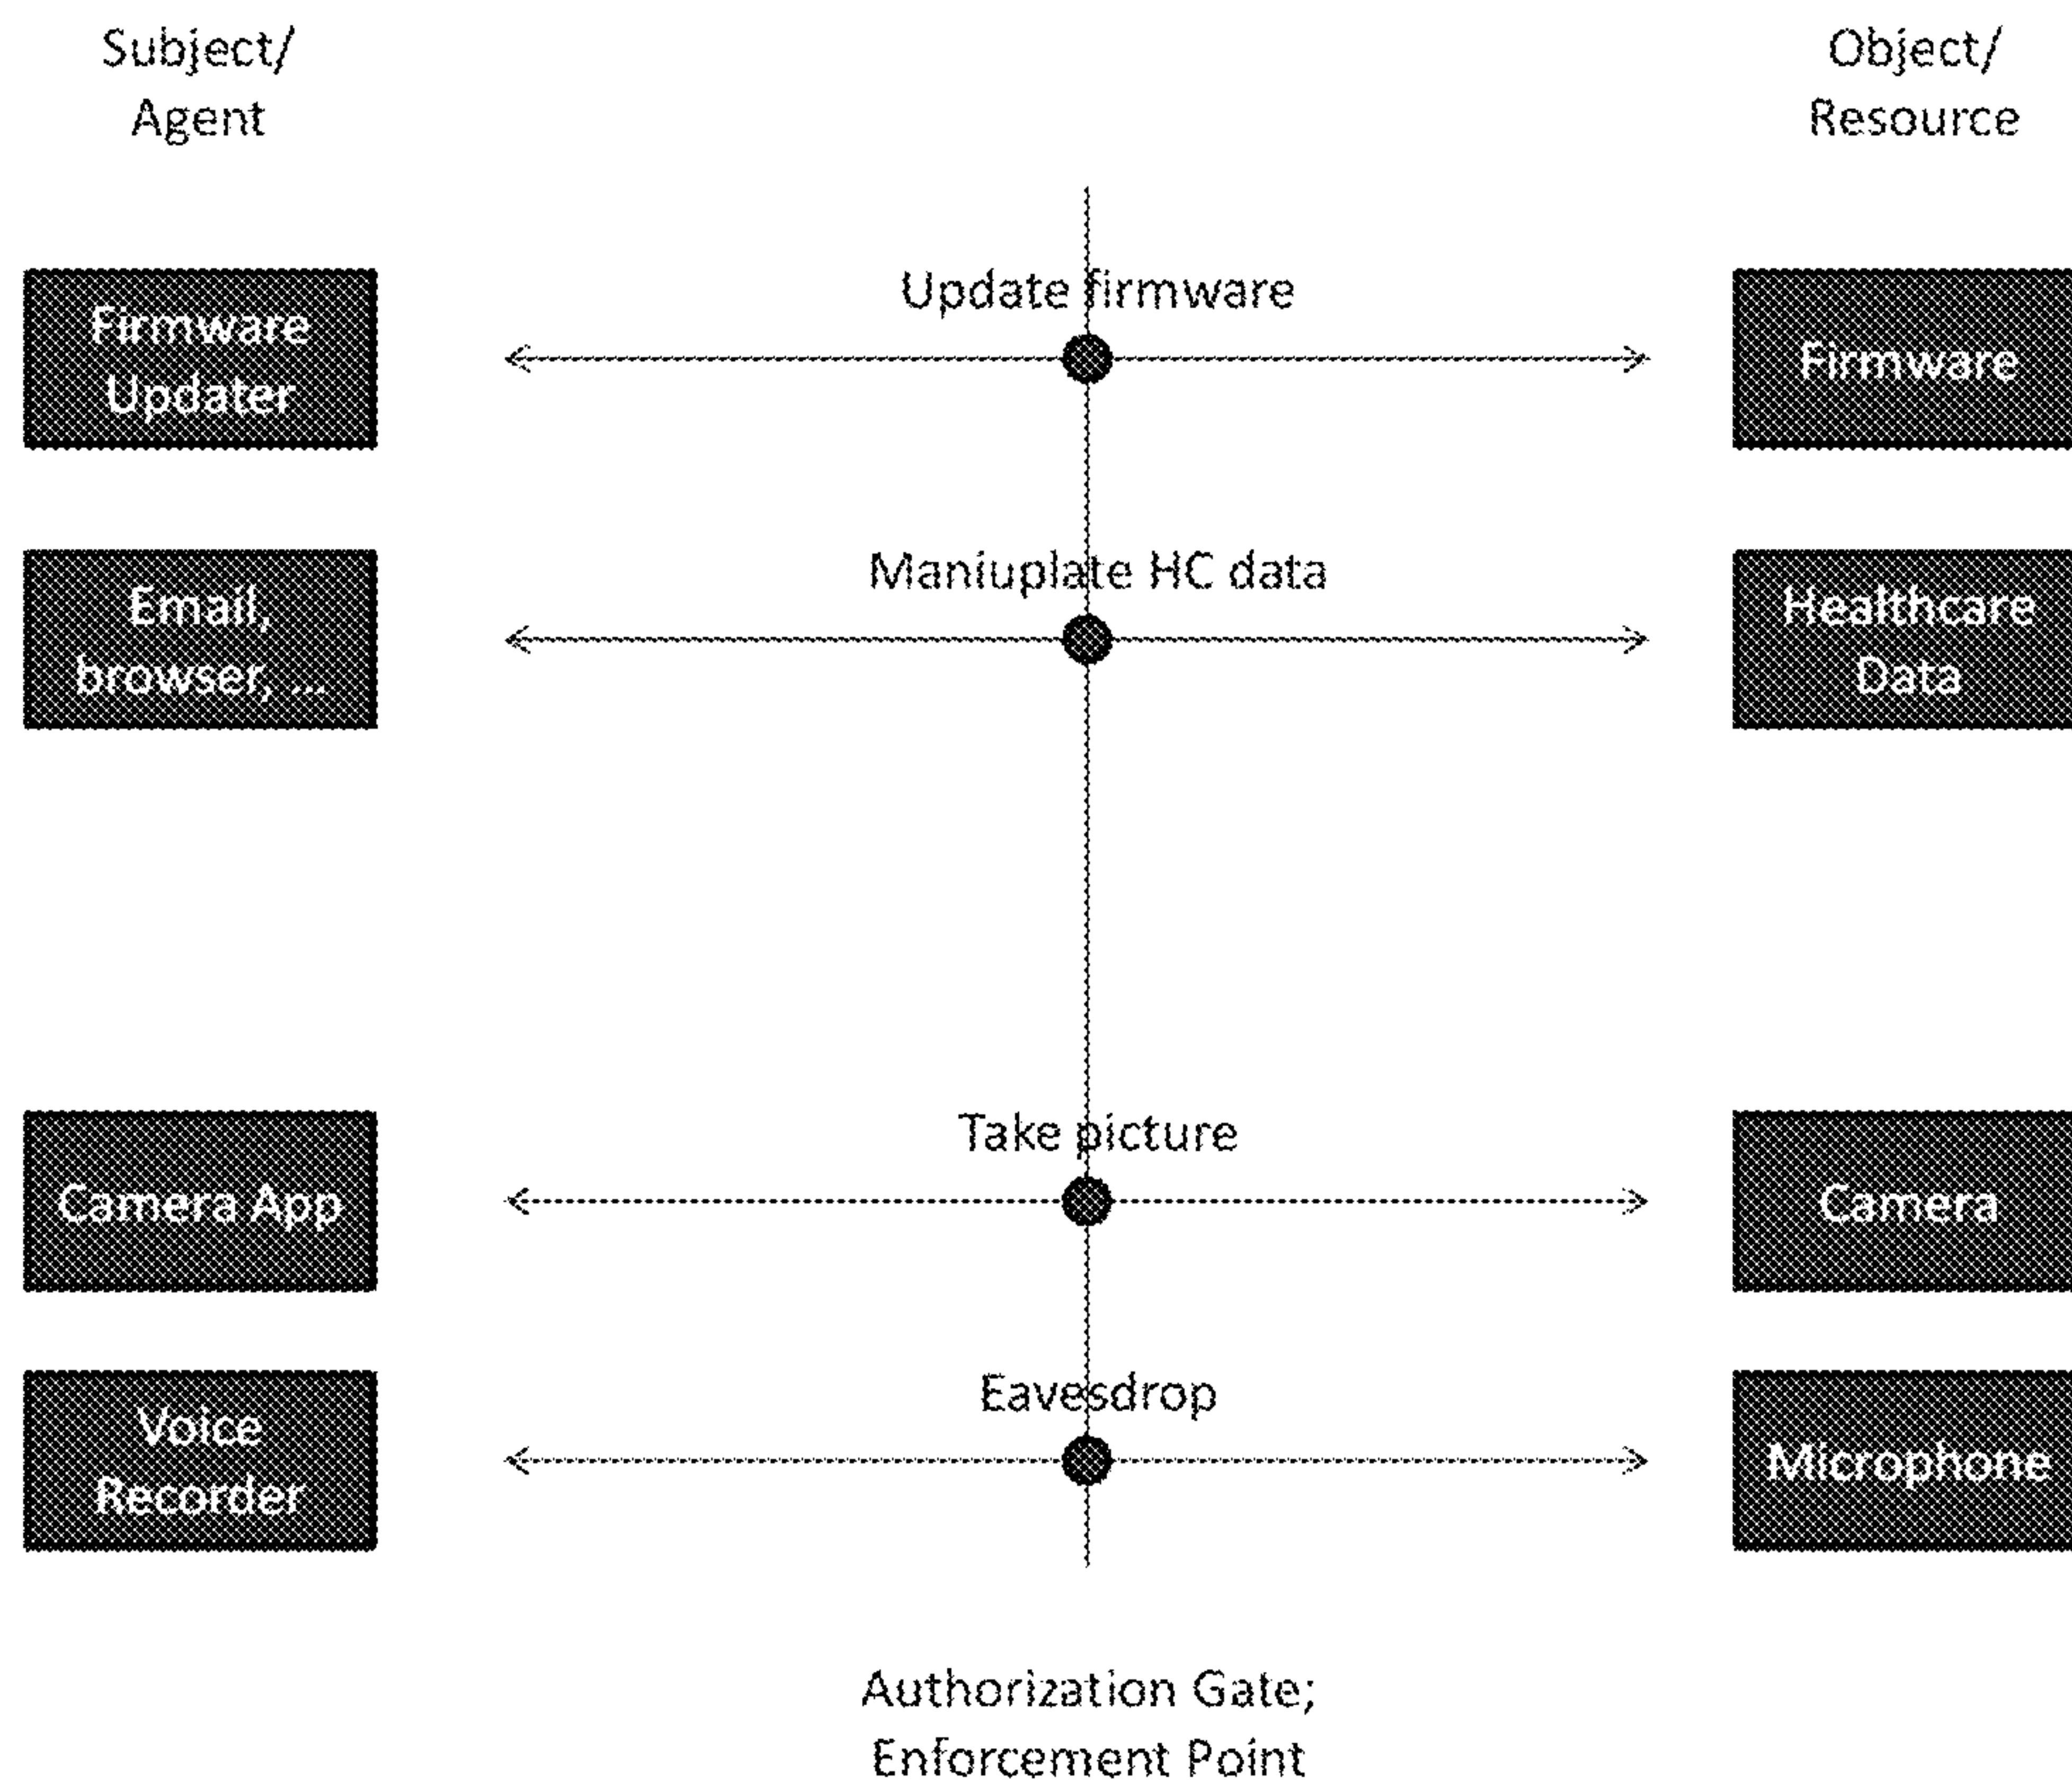 Subject/
Agent
Object/
Resource
Update firmware
Firmware
Updater
Firmware
Maniuplate HC data
Email,
browser, ...
Healthcare
Data
Take picture
Camera App
Camera
Eavesdrop
Voice
Recorder
Microphone
Authorization Gate;
Enforcement Point